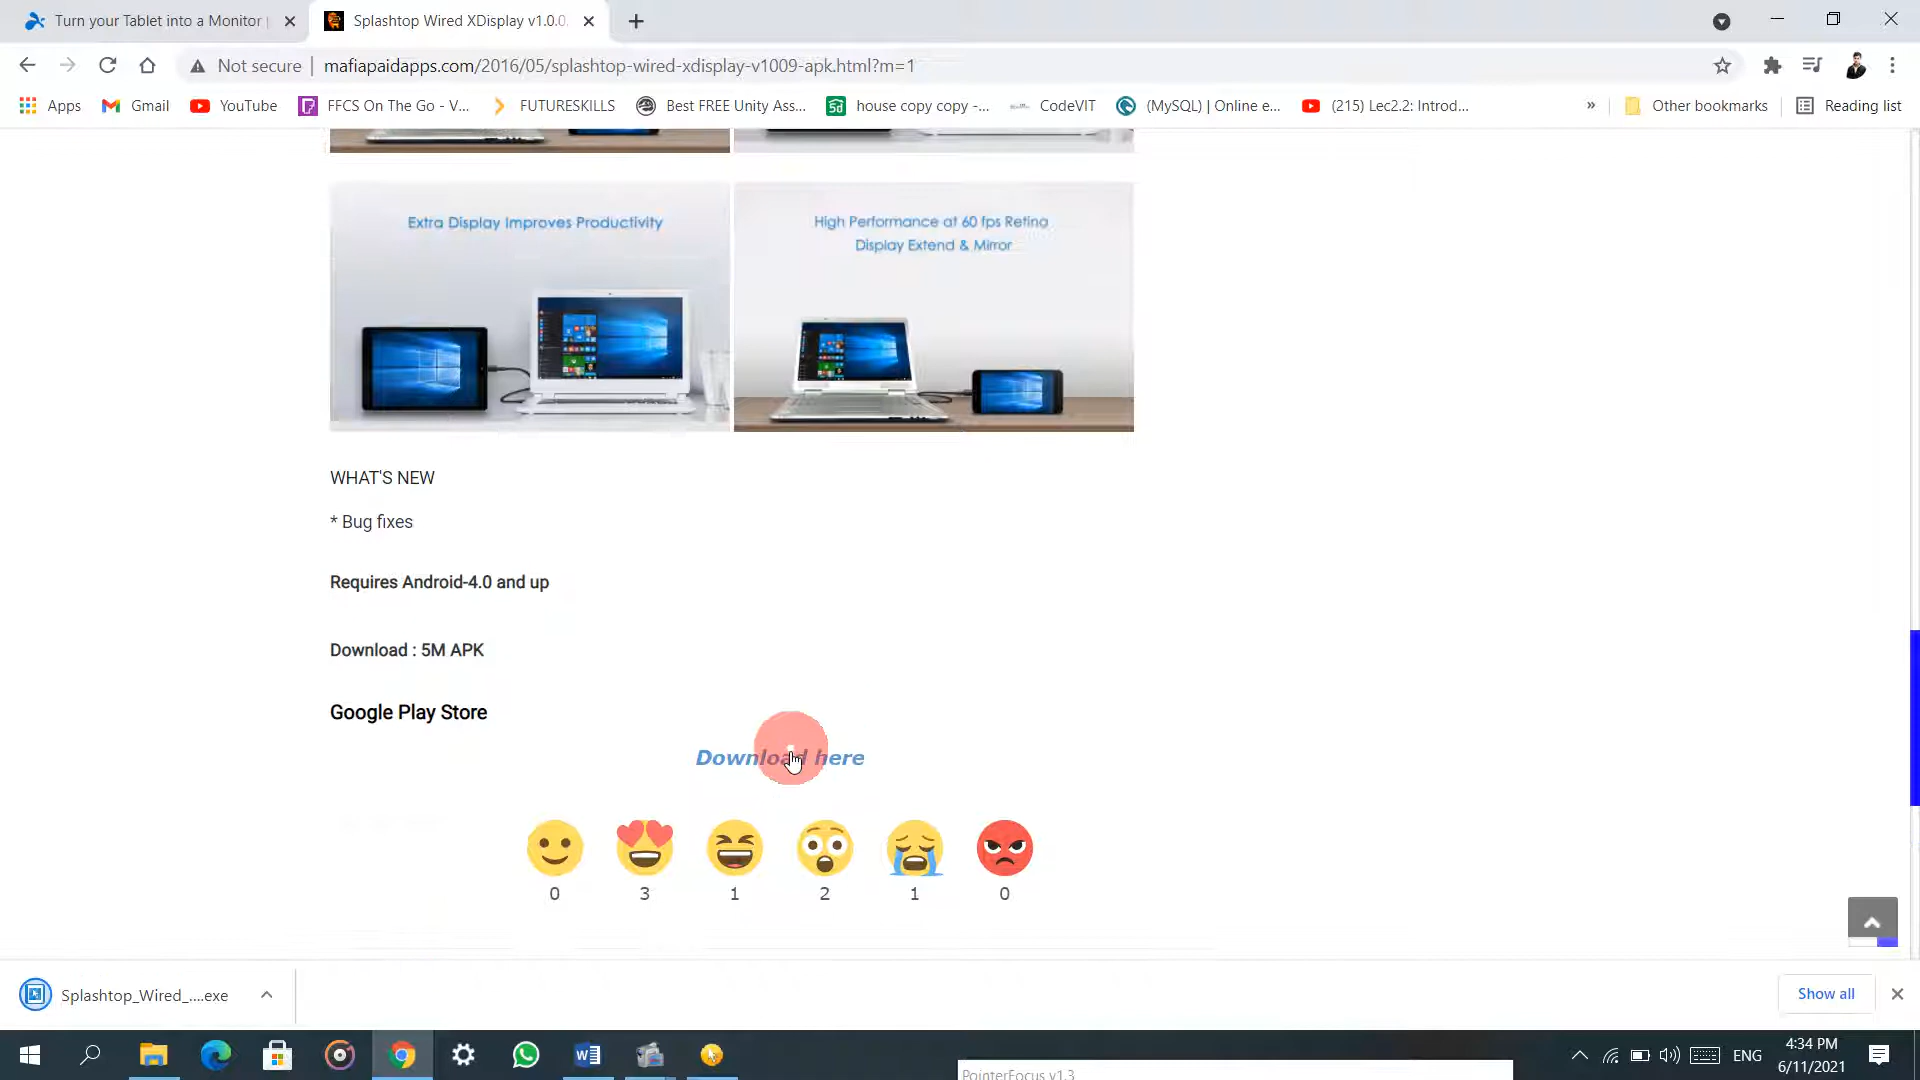 Turn your Tablet into a Monitor
Splashtop Wired XDisplay v1.0.0.
Not secure
mafiapaidapps.com/2016/05/splashtop-wired-xdisplay-v1009-apk.html?m=1
Apps
Gmail
YouTube
FFCS On The Go - V...
FUTURESKILLS
Best FREE Unity Ass...
house copy copy -...
CodeVIT
(MySQL) | Online e...
(215) Lec2.2: Introd...
»
Other bookmarks
Reading list
Extra Display Improves Productivity
High Performance at 60 fps Retina
Display Extend & Mirror
WHAT'S NEW
* Bug fixes
Requires Android-4.0 and up
Download : 5M APK
Google Play Store
Download here
0
3
1
2
1
0
Splashtop_Wired_....exe
Show all
ENG
4:34 PM
6/11/2021
PointerFocus v1.3